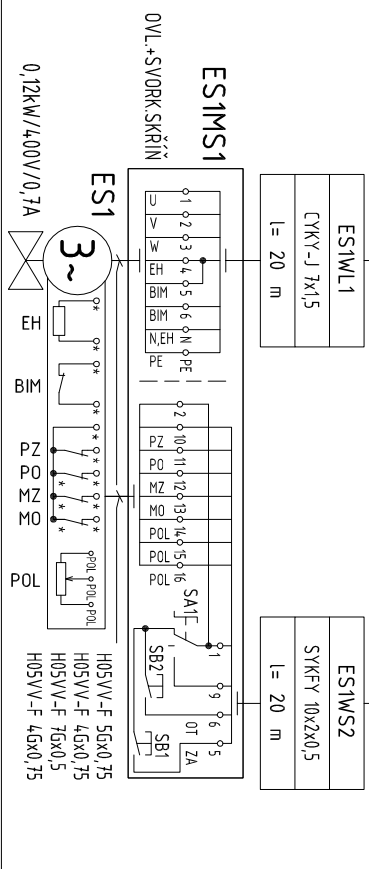 ES1WL1
CYKY-J 7x1,5
l= 20 m
ES1WS2
SYKFY 10x2x0,5
l= 20 m
ES1MS1
OVL.+SVORK.SKŘÍŇ
1 2 3 4 5 6 N PE
U V W EH BIM BIM N,EH PE
2 10 11 12 13 14 15 16
PZ PO MZ MO POL POL POL
SA1
1 9 6 5
OT ZA
SB2
SB1
ES1
0,12kW/400V/0,7A
3~
EH
BIM
PZ
PO
MZ
MO
POL
POL
POL
POL
* * * * * * * * * * * *
H05VV-F 5Gx0,75
H05VV-F 4Gx0,75
H05VV-F 7Gx0,5
H05VV-F 4Gx0,75